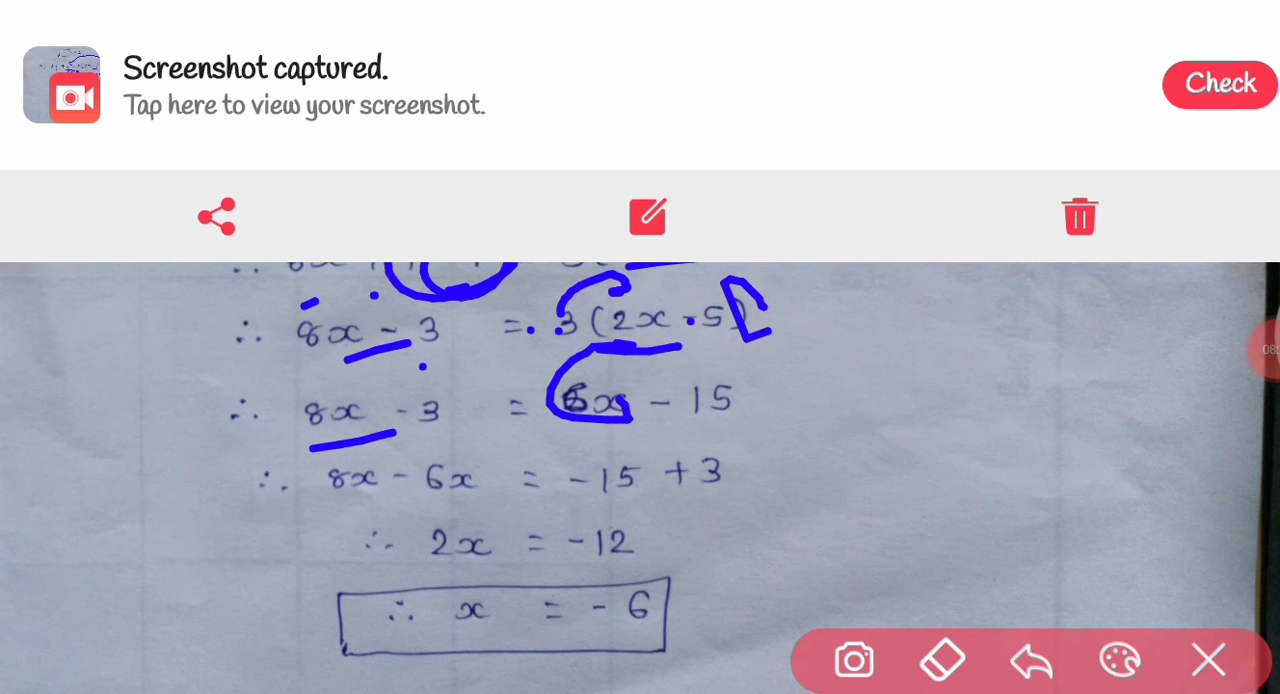 Screenshot captured.
Tap here to view your screenshot.
Check
∴ 8x - 3 = 3(2x - 5)
∴ 8x - 3 = 6x - 15
∴ 8x - 6x = -15 + 3
∴ 2x = -12
∴ x = -6